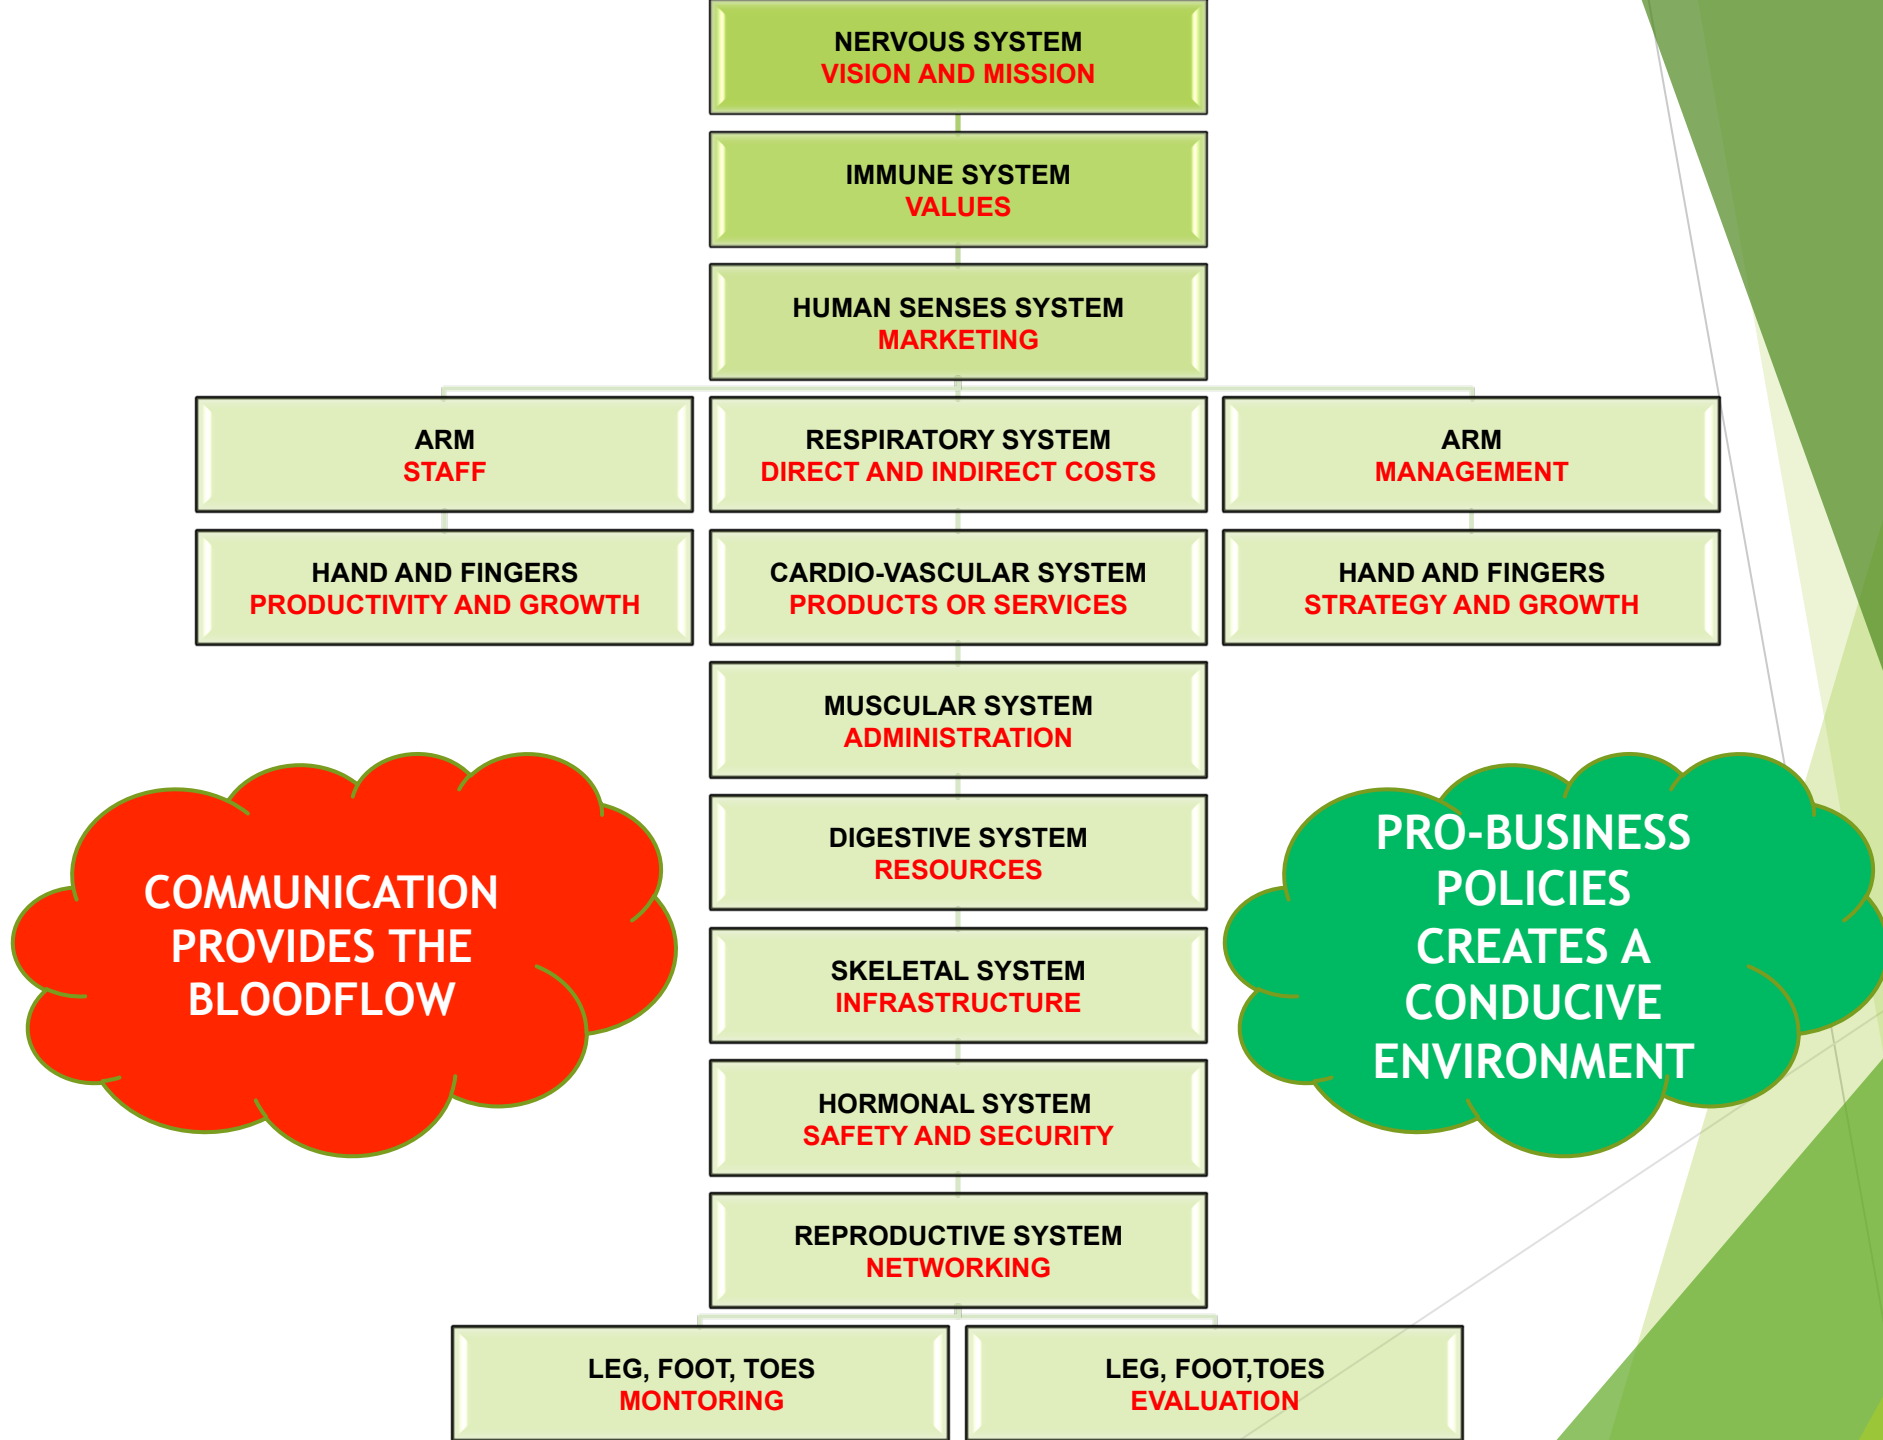 NERVOUS SYSTEM
VISION AND MISSION
IMMUNE SYSTEM
VALUES
HUMAN SENSES SYSTEM
MARKETING
ARM
STAFF
RESPIRATORY SYSTEM
DIRECT AND INDIRECT COSTS
ARM
MANAGEMENT
HAND AND FINGERS
PRODUCTIVITY AND GROWTH
CARDIO-VASCULAR SYSTEM
PRODUCTS OR SERVICES
HAND AND FINGERS
STRATEGY AND GROWTH
MUSCULAR SYSTEM
ADMINISTRATION
DIGESTIVE SYSTEM
RESOURCES
SKELETAL SYSTEM
INFRASTRUCTURE
HORMONAL SYSTEM
SAFETY AND SECURITY
REPRODUCTIVE SYSTEM
NETWORKING
LEG, FOOT, TOES
MONTORING
LEG, FOOT,TOES
EVALUATION
COMMUNICATION
PROVIDES THE
BLOODFLOW
PRO-BUSINESS
POLICIES
CREATES A
CONDUCIVE
ENVIRONMENT